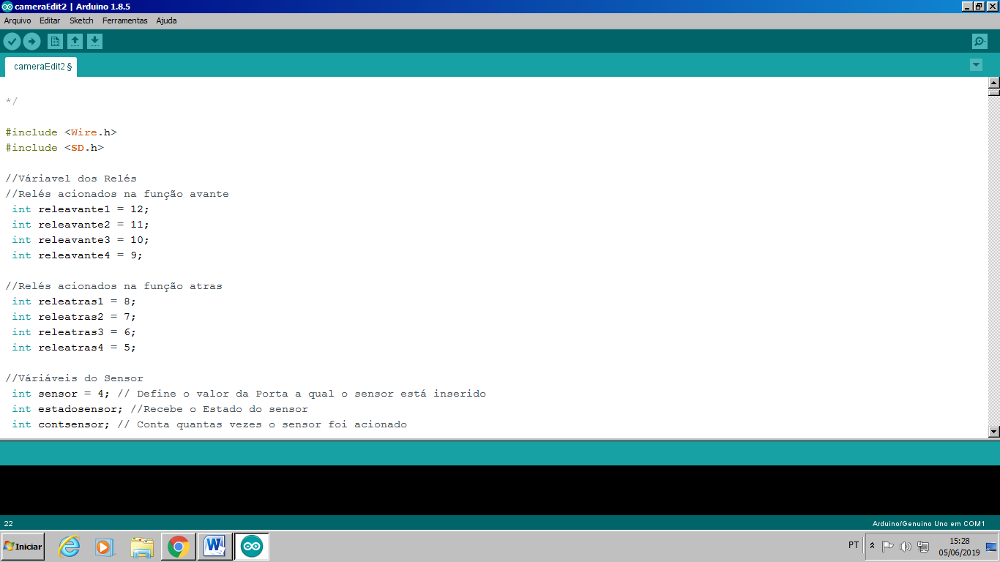 cameraEdit2 | Arduino 1.8.5
Arquivo Editar Sketch Ferramentas Ajuda
cameraEdit2 §
*/
#include <Wire.h>
#include <SD.h>
//Váriavel dos Relés
//Relés acionados na função avante
int releavante1 = 12;
int releavante2 = 11;
int releavante3 = 10;
int releavante4 = 9;
//Relés acionados na função atras
int releatras1 = 8;
int releatras2 = 7;
int releatras3 = 6;
int releatras4 = 5;
//Váriáveis do Sensor
int sensor = 4; // Define o valor da Porta a qual o sensor está inserido
int estadosensor; //Recebe o Estado do sensor
int contsensor; // Conta quantas vezes o sensor foi acionado
22 Arduino/Genuino Uno em COM1
Iniciar PT 15:28
05/06/2019